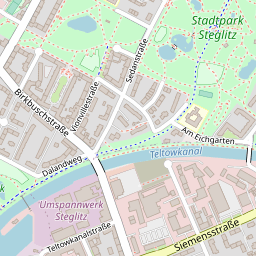 Stadtpark
Steglitz
Sedanstraße
Vionvillestraße
Birkbuschstraße
Am Eichgarten
Teltowkanal
Dalandweg
Umspannwerk
Steglitz
Teltowkanalstraße
Siemensstraße